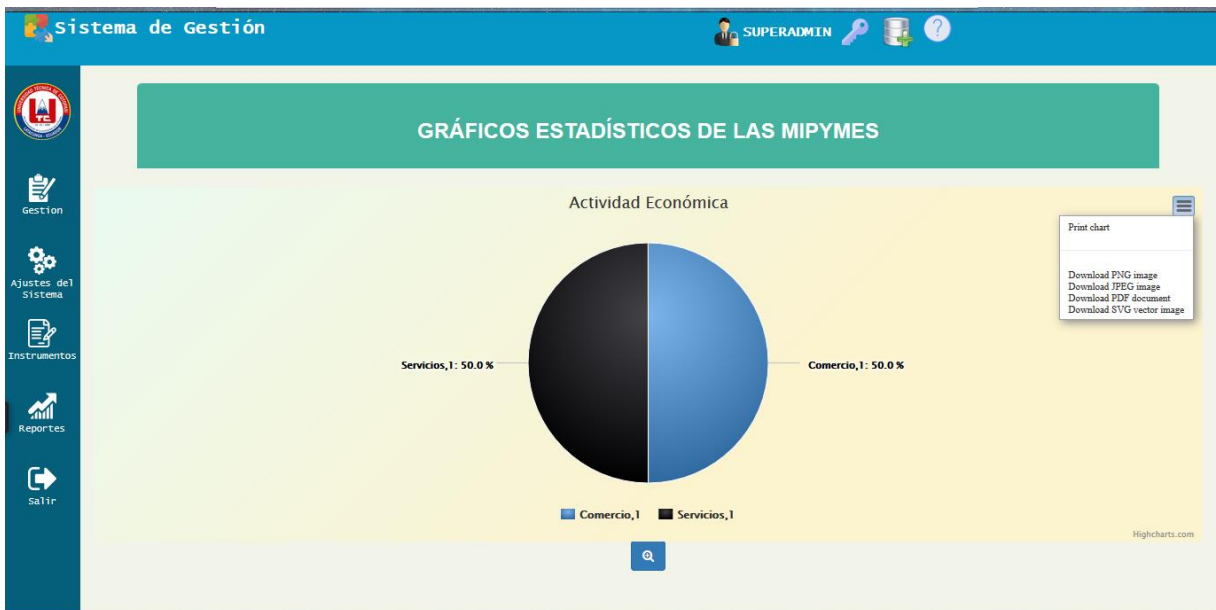 Sistema de Gestión
SUPERADMIN
?
UTC
Gestion
Ajustes del
Sistema
Instrumentos
Reportes
Salir
GRÁFICOS ESTADÍSTICOS DE LAS MIPYMES
Actividad Económica
Print chart
Download PNG image
Download JPEG image
Download PDF document
Download SVG vector image
Servicios,1: 50.0 %
Comercio,1: 50.0 %
Comercio,1 Servicios,1
Highcharts.com